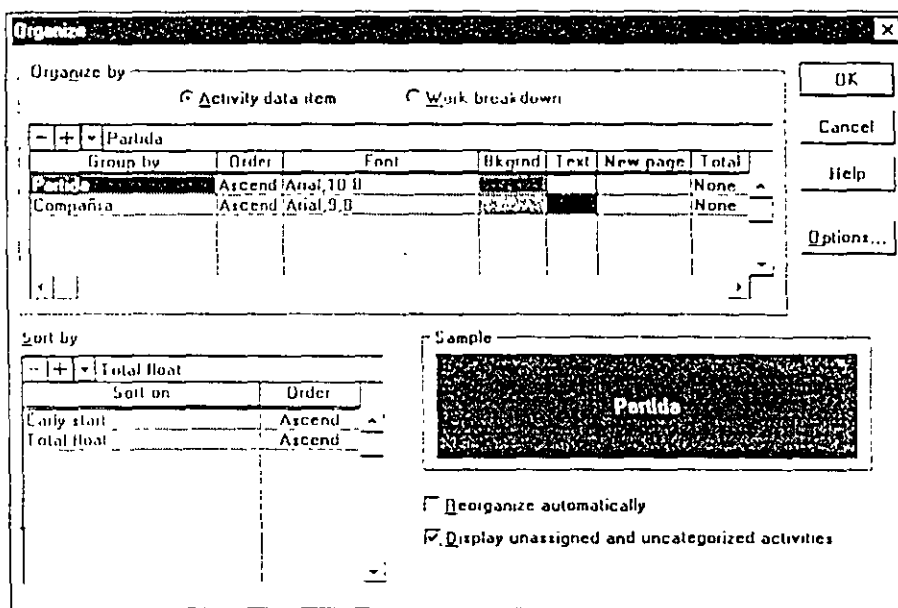 Organize
Organize by
Activity data item Work breakdown
OK
Cancel
Help
Options...
Partida
Group by Order Font Bkgrnd Text New page Total
Partida Ascend Arial,10,B None
Compañia Ascend Arial,9,B None
Sort by
Total float
Sort on Order
Early start Ascend
Total float Ascend
Sample
Partida
Reorganize automatically
Display unassigned and uncategorized activities